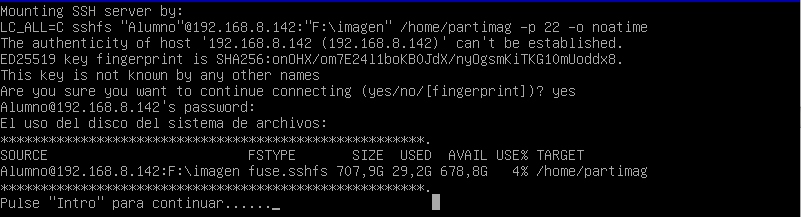 Mounting SSH server by:
LC_ALL=C sshfs "Alumno"@192.168.8.142:"F:\imagen" /home/partimag -p 22 -o noatime
The authenticity of host '192.168.8.142 (192.168.8.142)' can't be established.
ED25519 key fingerprint is SHA256:onOHX/om7E24l1boKB0JdX/nyOgsmKiTKG10mUoddx8.
This key is not known by any other names
Are you sure you want to continue connecting (yes/no/[fingerprint])? yes
Alumno@192.168.8.142's password:
El uso del disco del sistema de archivos:
*****************************************************.
SOURCE FSTYPE SIZE USED AVAIL USE% TARGET
Alumno@192.168.8.142:F:\imagen fuse.sshfs 707,9G 29,2G 678,8G 4% /home/partimag
*****************************************************.
Pulse "Intro" para continuar......_